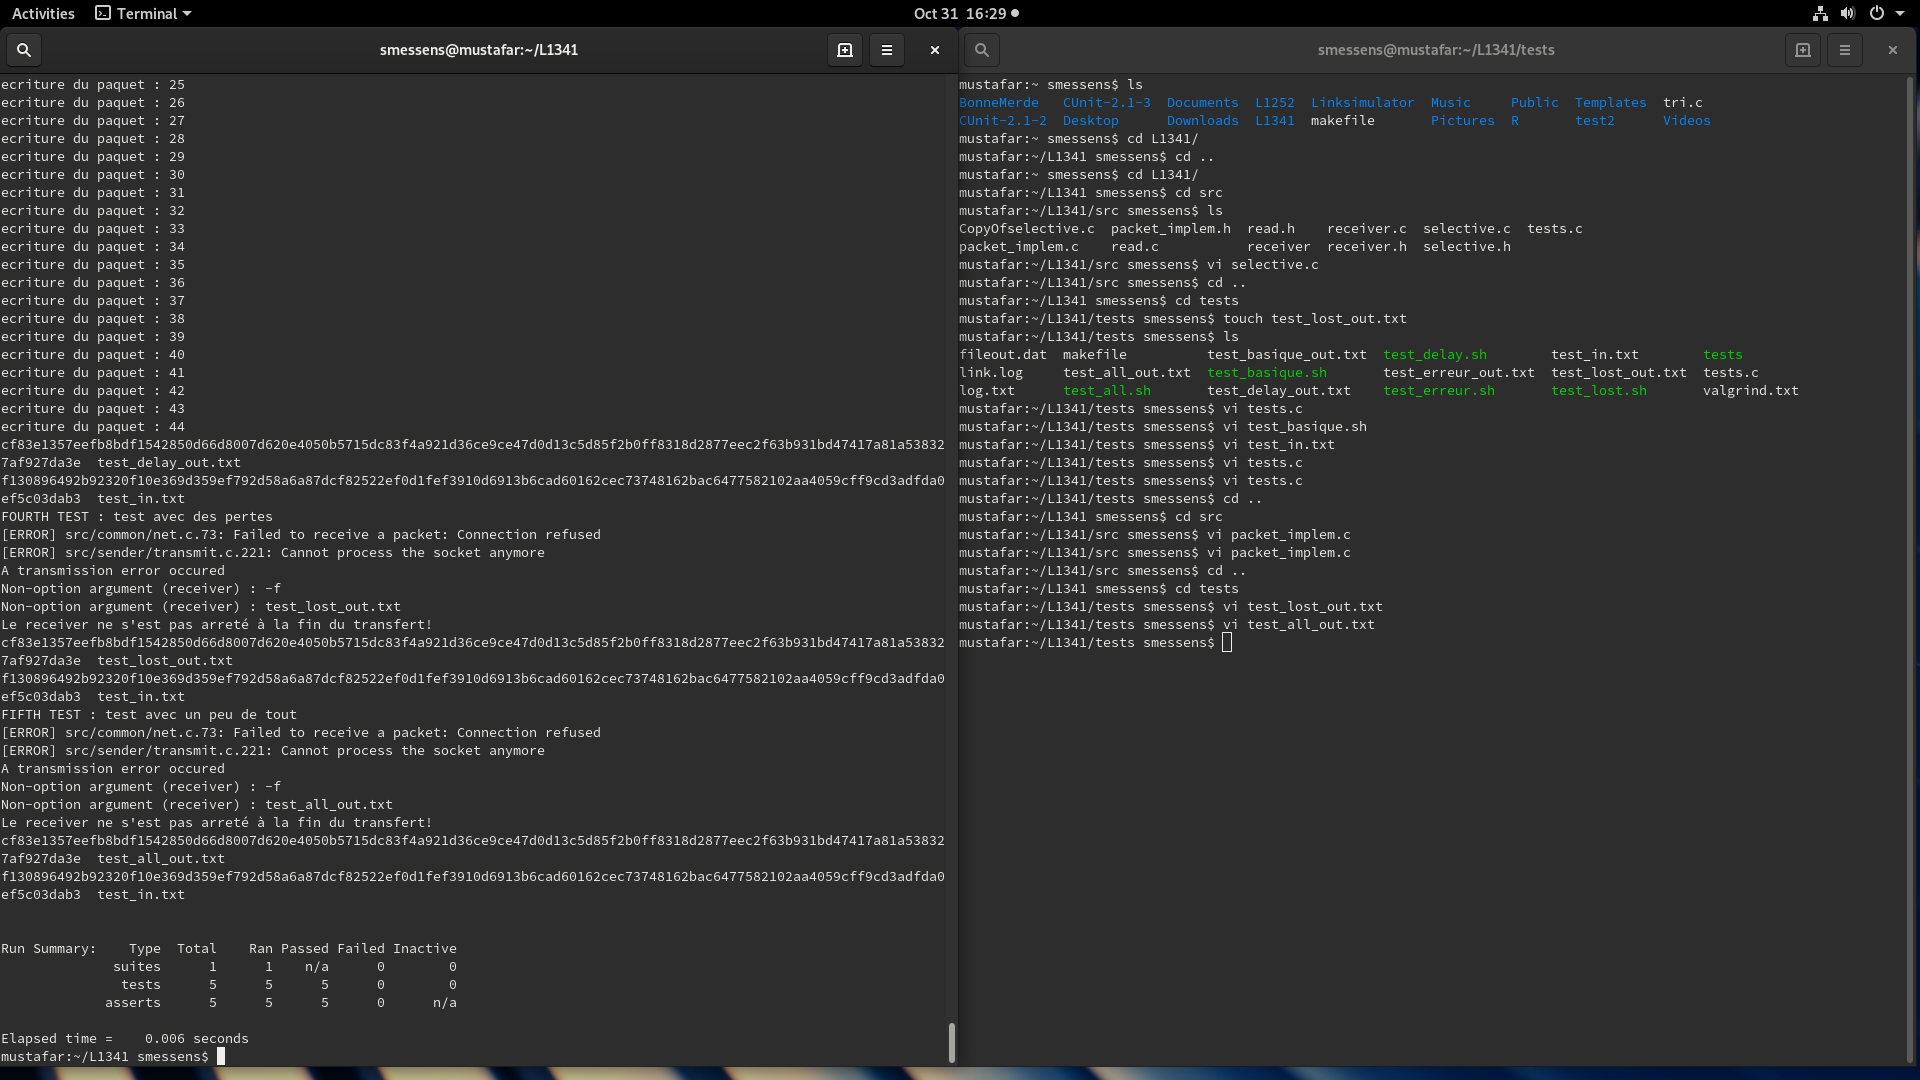 Activities Terminal Oct 31 16:29
smessens@mustafar:~/L1341
ecriture du paquet : 25
ecriture du paquet : 26
ecriture du paquet : 27
ecriture du paquet : 28
ecriture du paquet : 29
ecriture du paquet : 30
ecriture du paquet : 31
ecriture du paquet : 32
ecriture du paquet : 33
ecriture du paquet : 34
ecriture du paquet : 35
ecriture du paquet : 36
ecriture du paquet : 37
ecriture du paquet : 38
ecriture du paquet : 39
ecriture du paquet : 40
ecriture du paquet : 41
ecriture du paquet : 42
ecriture du paquet : 43
ecriture du paquet : 44
cf83e1357eefb8bdf1542850d66d8007d620e4050b5715dc83f4a921d36ce9ce47d0d13c5d85f2b0ff8318d2877eec2f63b931bd47417a81a53832
7af927da3e  test_delay_out.txt
f130896492b92320f10e369d359ef792d58a6a87dcf82522ef0d1fef3910d6913b6cad60162cec73748162bac6477582102aa4059cff9cd3adfda0
ef5c03dab3  test_in.txt
FOURTH TEST : test avec des pertes
[ERROR] src/common/net.c.73: Failed to receive a packet: Connection refused
[ERROR] src/sender/transmit.c.221: Cannot process the socket anymore
A transmission error occured
Non-option argument (receiver) : -f
Non-option argument (receiver) : test_lost_out.txt
Le receiver ne s'est pas arreté à la fin du transfert!
cf83e1357eefb8bdf1542850d66d8007d620e4050b5715dc83f4a921d36ce9ce47d0d13c5d85f2b0ff8318d2877eec2f63b931bd47417a81a53832
7af927da3e  test_lost_out.txt
f130896492b92320f10e369d359ef792d58a6a87dcf82522ef0d1fef3910d6913b6cad60162cec73748162bac6477582102aa4059cff9cd3adfda0
ef5c03dab3  test_in.txt
FIFTH TEST : test avec un peu de tout
[ERROR] src/common/net.c.73: Failed to receive a packet: Connection refused
[ERROR] src/sender/transmit.c.221: Cannot process the socket anymore
A transmission error occured
Non-option argument (receiver) : -f
Non-option argument (receiver) : test_all_out.txt
Le receiver ne s'est pas arreté à la fin du transfert!
cf83e1357eefb8bdf1542850d66d8007d620e4050b5715dc83f4a921d36ce9ce47d0d13c5d85f2b0ff8318d2877eec2f63b931bd47417a81a53832
7af927da3e  test_all_out.txt
f130896492b92320f10e369d359ef792d58a6a87dcf82522ef0d1fef3910d6913b6cad60162cec73748162bac6477582102aa4059cff9cd3adfda0
ef5c03dab3  test_in.txt
Run Summary:    Type  Total    Ran Passed Failed Inactive
suites      1      1    n/a      0        0
tests      5      5      5      0        0
asserts      5      5      5      0      n/a
Elapsed time =    0.006 seconds
mustafar:~/L1341 smessens$
smessens@mustafar:~/L1341/tests
mustafar:~ smessens$ ls
BonneMerde   CUnit-2.1-3  Documents  L1252  Linksimulator  Music     Public  Templates  tri.c
CUnit-2.1-2  Desktop      Downloads  L1341  makefile       Pictures  R       test2      Videos
mustafar:~ smessens$ cd L1341/
mustafar:~/L1341 smessens$ cd ..
mustafar:~ smessens$ cd L1341/
mustafar:~/L1341 smessens$ cd src
mustafar:~/L1341/src smessens$ ls
CopyOfselective.c  packet_implem.h  read.h    receiver.c  selective.c  tests.c
packet_implem.c    read.c           receiver  receiver.h  selective.h
mustafar:~/L1341/src smessens$ vi selective.c
mustafar:~/L1341/src smessens$ cd ..
mustafar:~/L1341 smessens$ cd tests
mustafar:~/L1341/tests smessens$ touch test_lost_out.txt
mustafar:~/L1341/tests smessens$ ls
fileout.dat  makefile          test_basique_out.txt  test_delay.sh        test_in.txt        tests
link.log     test_all_out.txt  test_basique.sh       test_erreur_out.txt  test_lost_out.txt  tests.c
log.txt      test_all.sh       test_delay_out.txt    test_erreur.sh       test_lost.sh       valgrind.txt
mustafar:~/L1341/tests smessens$ vi tests.c
mustafar:~/L1341/tests smessens$ vi test_basique.sh
mustafar:~/L1341/tests smessens$ vi test_in.txt
mustafar:~/L1341/tests smessens$ vi tests.c
mustafar:~/L1341/tests smessens$ vi tests.c
mustafar:~/L1341/tests smessens$ cd ..
mustafar:~/L1341 smessens$ cd src
mustafar:~/L1341/src smessens$ vi packet_implem.c
mustafar:~/L1341/src smessens$ vi packet_implem.c
mustafar:~/L1341/src smessens$ cd ..
mustafar:~/L1341 smessens$ cd tests
mustafar:~/L1341/tests smessens$ vi test_lost_out.txt
mustafar:~/L1341/tests smessens$ vi test_all_out.txt
mustafar:~/L1341/tests smessens$